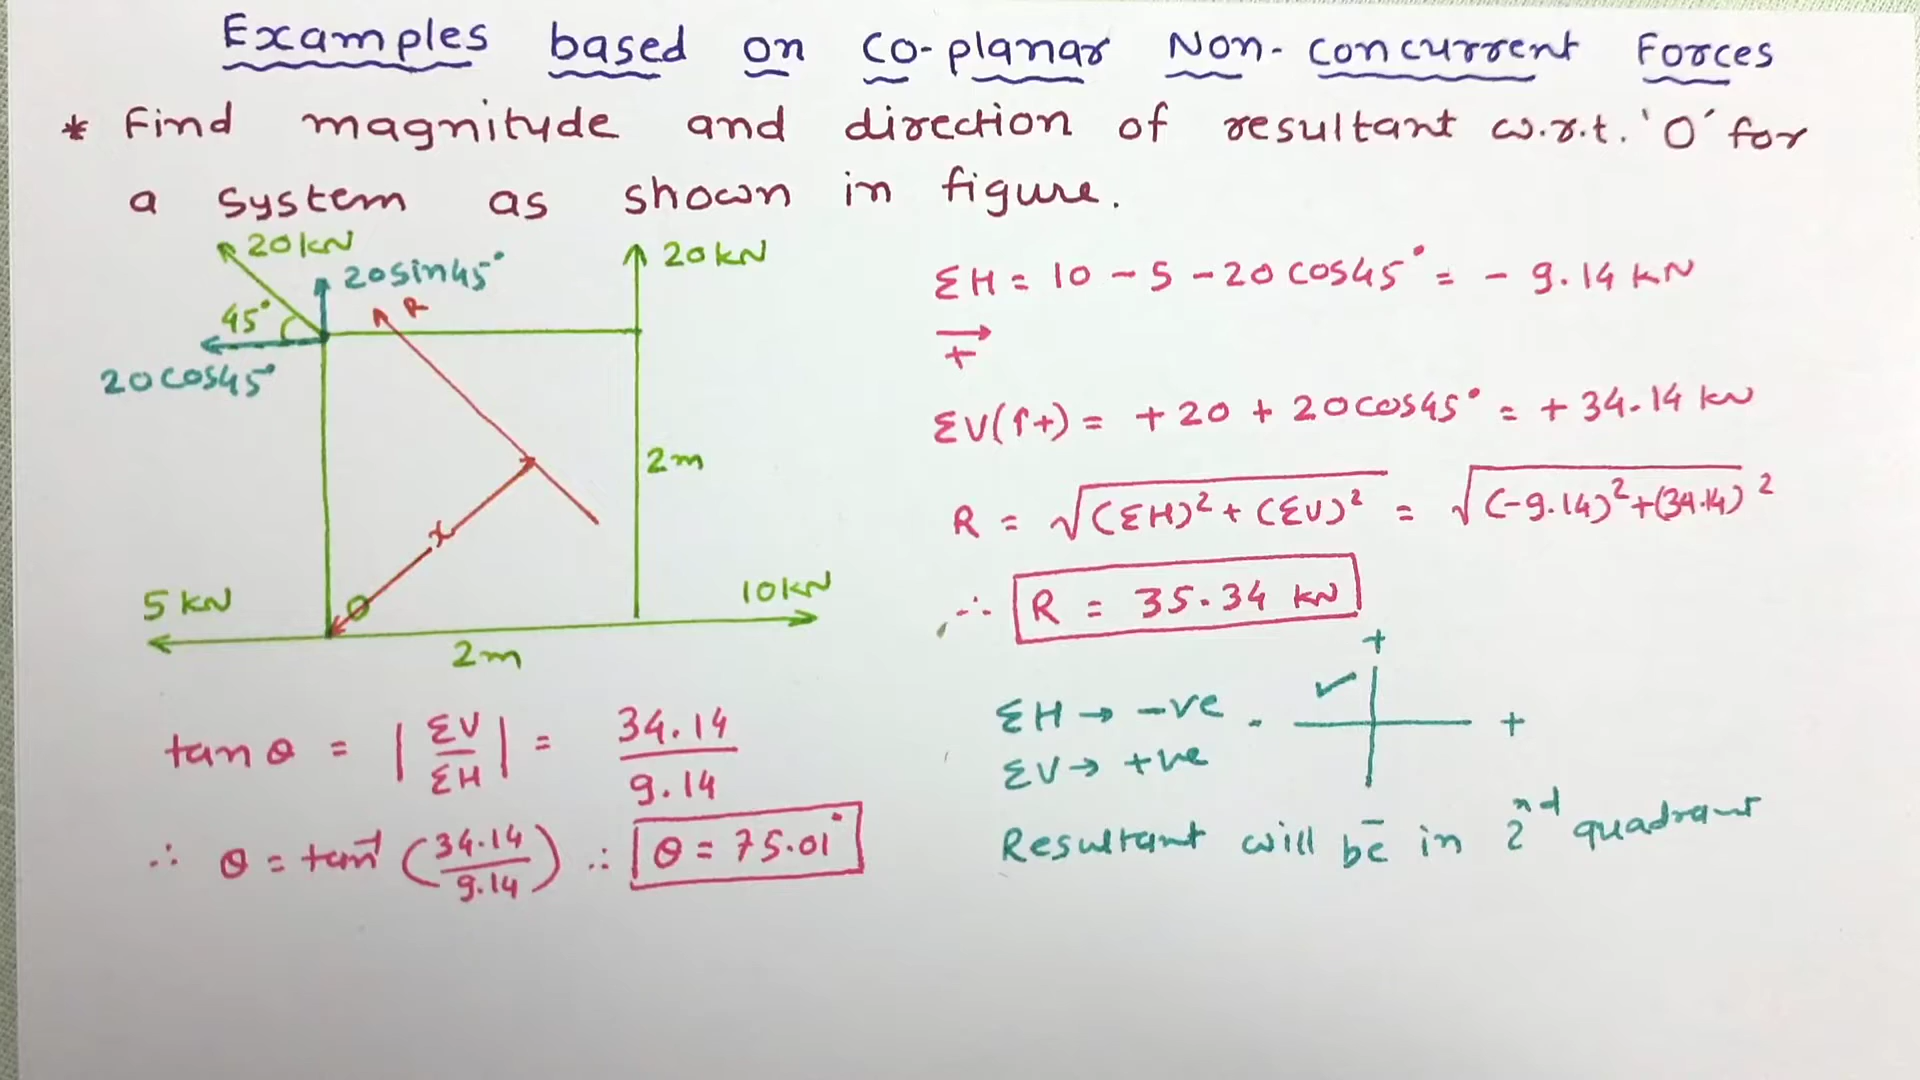 Examples based on Co-planar Non-Concurrent Forces
* Find magnitude and direction of resultant w.r.t. 'O' for
a system as shown in figure.
20kN
20sin45°
R
20kN
45°
20cos45°
2m
x
5kN
O
10kN
2m
ΣH = 10 - 5 - 20cos45° = - 9.14 kN
→
+
ΣV(↑+) = +20 + 20cos45° = +34.14 kN
R = √(ΣH)²+(ΣV)² = √(-9.14)²+(34.14)²
∴ R = 35.34 kN
tanθ = |ΣV/ΣH| = 34.14/9.14
∴ θ = tan⁻¹(34.14/9.14) ∴ θ = 75.01°
+
ΣH → -ve - ✓ +
ΣV → +ve
-
Resultant will be in 2nd quadrant